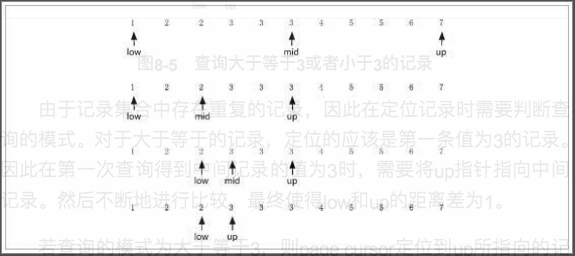 1 2 2 3 3 3 4 5 5 6 7
low mid up
图8-5 查询大于等于3或者小于3的记录
1 2 2 3 3 3 4 5 5 6 7
low mid up
由于记录集合中存在重复的记录，因此在定位记录时需要判断查
询的模式。对于大于等于的记录，定位的应该是第一条值为3的记录。
1 2 2 3 3 3 4 5 5 6 7
因此在第一次查询得到中间记录的值为3时，需要将up指针指向中间
low mid up
记录。然后不断地进行比较，最终使得low和up的距离差为1。
1 2 2 3 3 3 4 5 5 6 7
low up
若查询的模式为大于等于3，则page cursor定位到up所指向的记